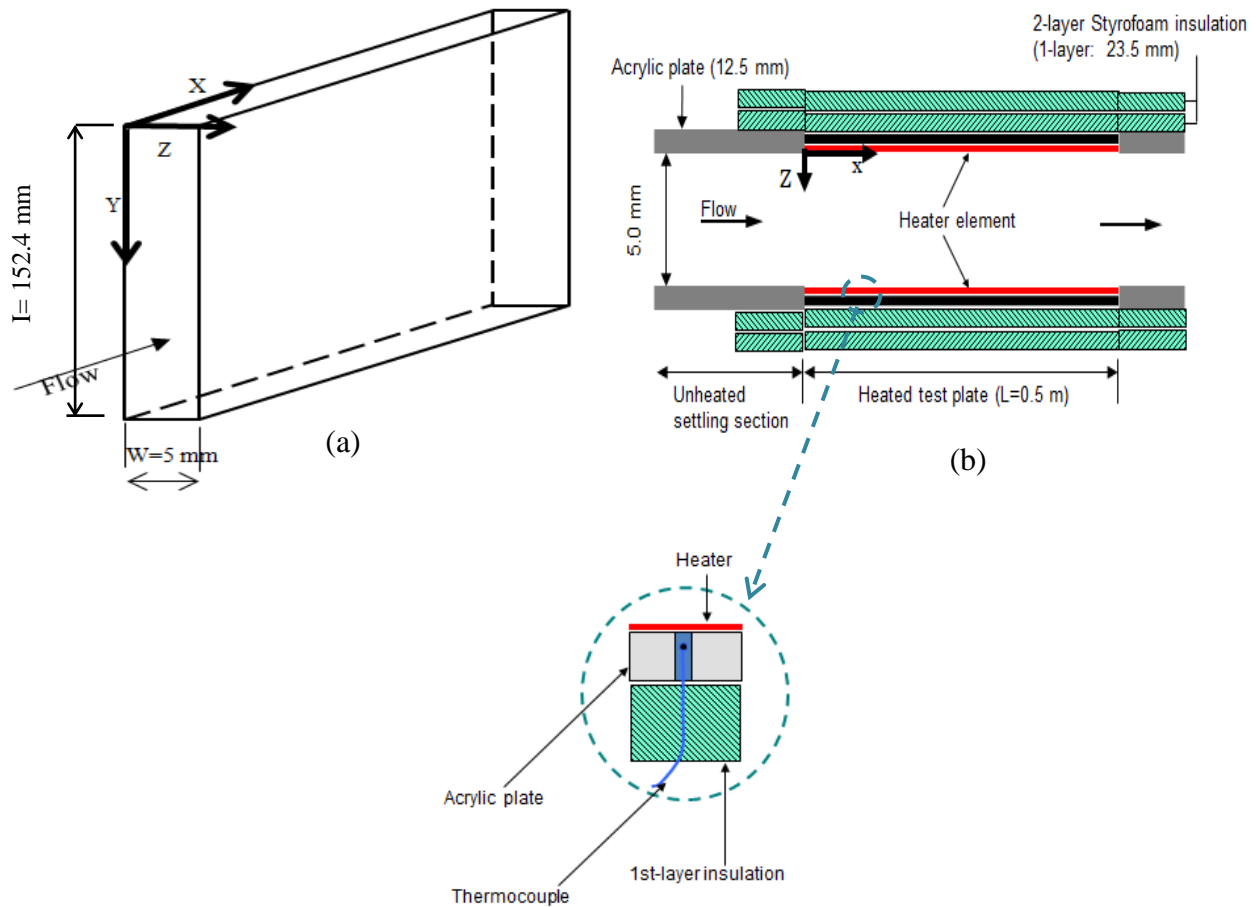 X
Z
Y
I= 152.4 mm
Flow
W=5 mm
(a)
2-layer Styrofoam insulation
(1-layer: 23.5 mm)
Acrylic plate (12.5 mm)
Z
x
Flow
5.0 mm
Heater element
Unheated
settling section
Heated test plate (L=0.5 m)
(b)
Heater
Acrylic plate
1st-layer insulation
Thermocouple